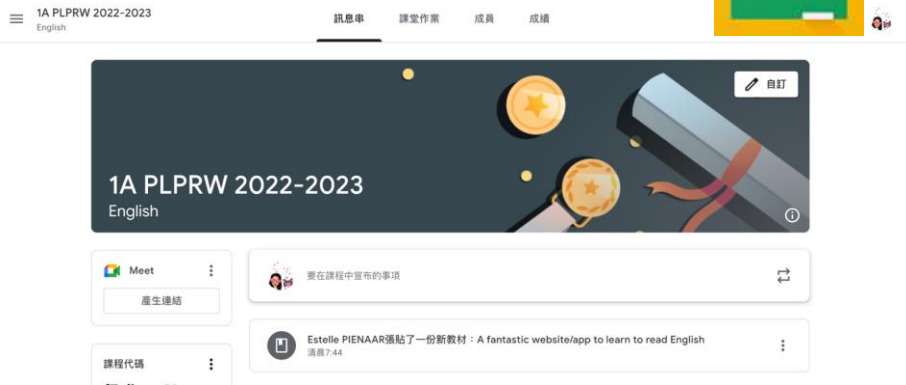 1A PLPRW 2022-2023
English
訊息串 課堂作業 成員 成績
自訂
1A PLPRW 2022-2023
English
Meet
產生連結
要在課程中宣布的事項
Estelle PIENAAR張貼了一份新教材：A fantastic website/app to learn to read English
清晨7:44
課程代碼